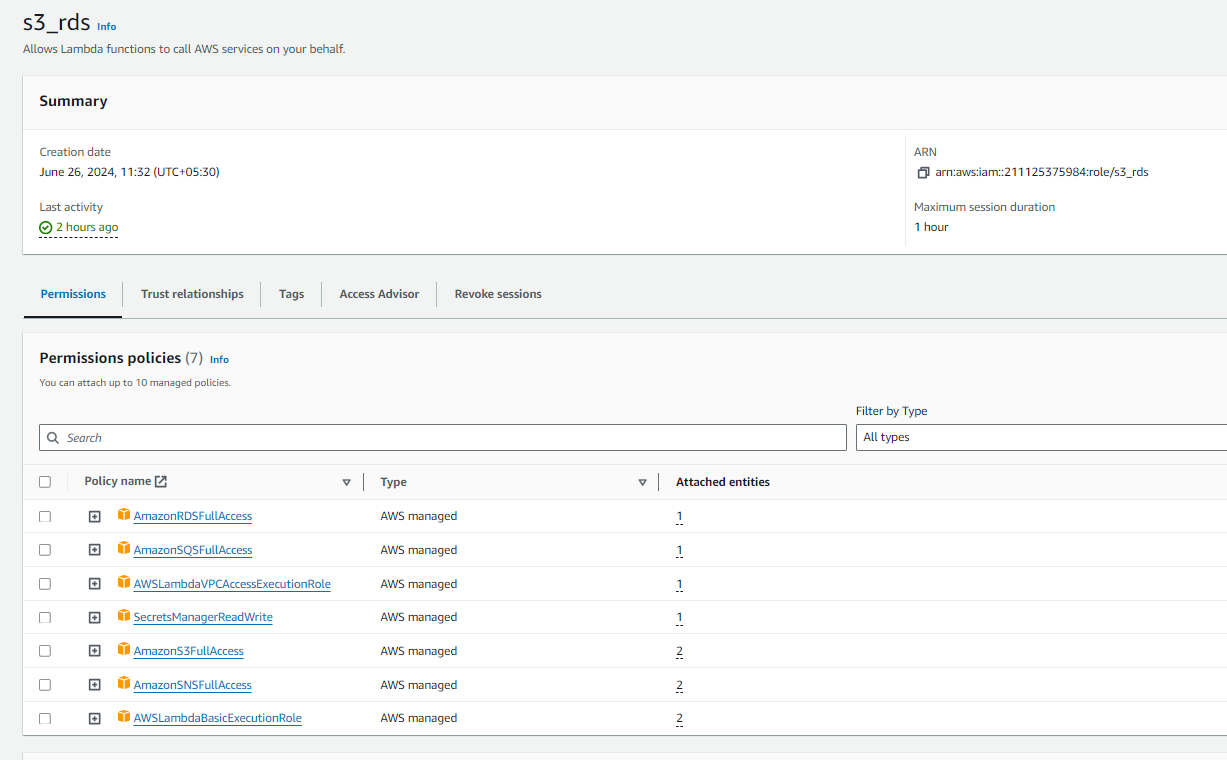 s3_rds Info
Allows Lambda functions to call AWS services on your behalf.
Summary
Creation date
June 26, 2024, 11:32 (UTC+05:30)
ARN
arn:aws:iam::211125375984:role/s3_rds
Last activity
2 hours ago
Maximum session duration
1 hour
Permissions Trust relationships Tags Access Advisor Revoke sessions
Permissions policies (7) Info
You can attach up to 10 managed policies.
Filter by Type
Search
All types
Policy name Type Attached entities
AmazonRDSFullAccess AWS managed 1
AmazonSQSFullAccess AWS managed 1
AWSLambdaVPCAccessExecutionRole AWS managed 1
SecretsManagerReadWrite AWS managed 1
AmazonS3FullAccess AWS managed 2
AmazonSNSFullAccess AWS managed 2
AWSLambdaBasicExecutionRole AWS managed 2